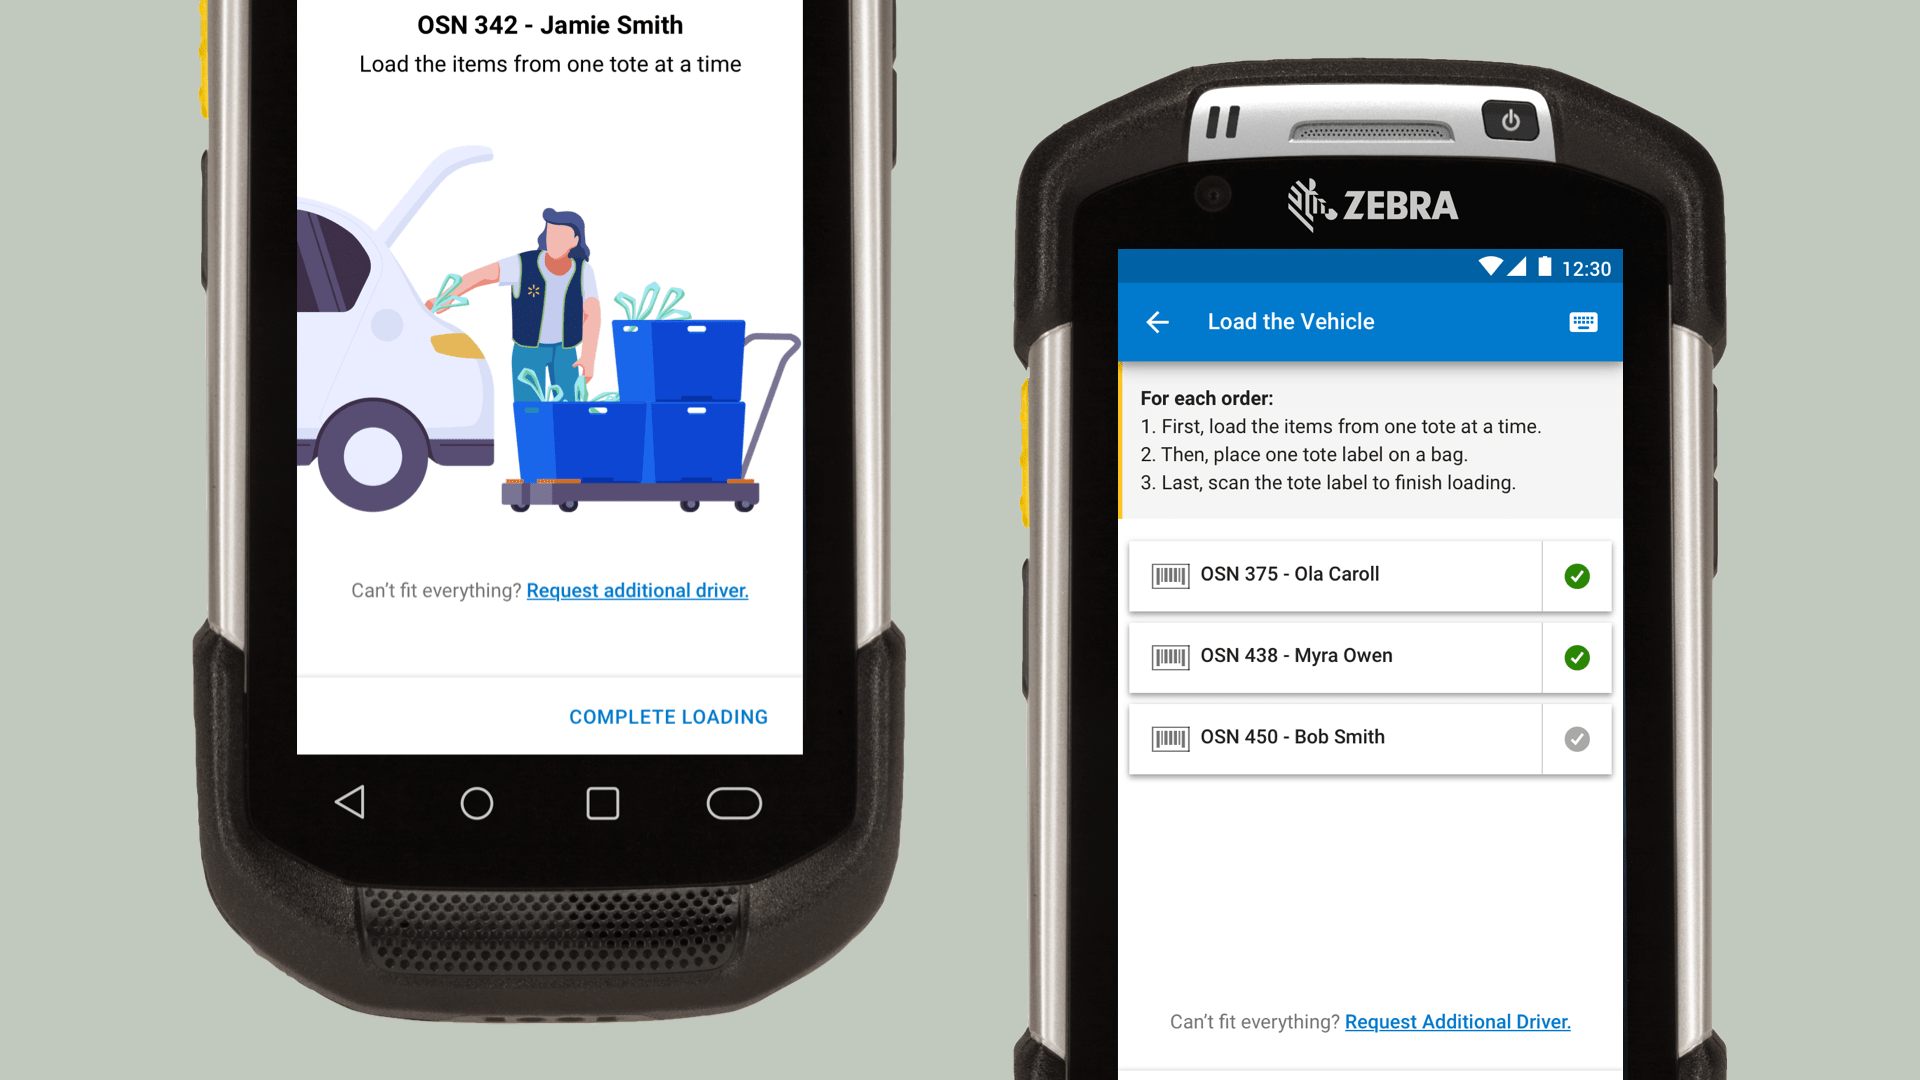 OSN 342 - Jamie Smith
Load the items from one tote at a time
Can't fit everything? Request additional driver.
COMPLETE LOADING
ZEBRA
12:30
Load the Vehicle
For each order:
1. First, load the items from one tote at a time.
2. Then, place one tote label on a bag.
3. Last, scan the tote label to finish loading.
OSN 375 - Ola Caroll
OSN 438 - Myra Owen
OSN 450 - Bob Smith
Can't fit everything? Request Additional Driver.